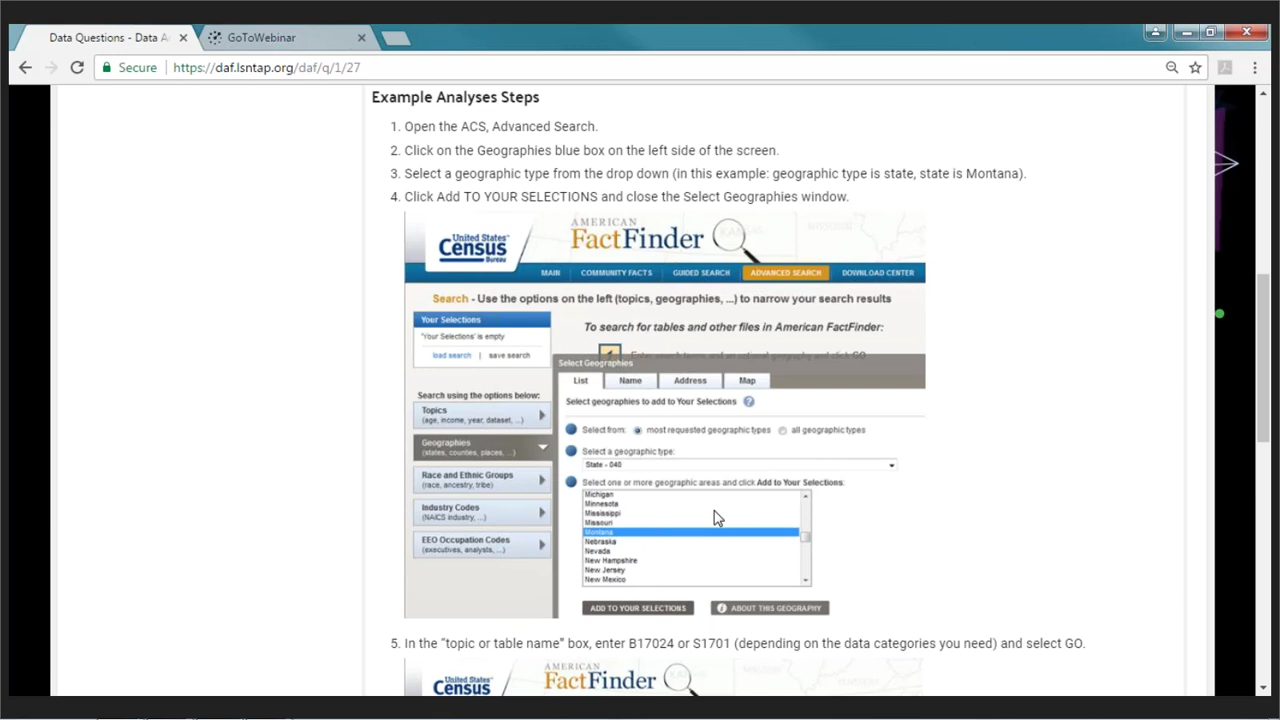 Data Questions - Data A
GoToWebinar
Secure
https://daf.lsntap.org/daf/q/1/27
Example Analyses Steps
1. Open the ACS, Advanced Search.
2. Click on the Geographies blue box on the left side of the screen.
3. Select a geographic type from the drop down (in this example: geographic type is state, state is Montana).
4. Click Add TO YOUR SELECTIONS and close the Select Geographies window.
United States
Census
Bureau
AMERICAN
FactFinder
MAIN COMMUNITY FACTS GUIDED SEARCH ADVANCED SEARCH DOWNLOAD CENTER
Search - Use the options on the left (topics, geographies, ...) to narrow your search results
Your Selections
'Your Selections' is empty
load search | save search
To search for tables and other files in American FactFinder:
Search using the options below:
Topics
(age, income, year, dataset, ...)
Geographies
(states, counties, places, ...)
Race and Ethnic Groups
(race, ancestry, tribe)
Industry Codes
(NAICS industry, ...)
EEO Occupation Codes
(executives, analysts, ...)
Select Geographies
List Name Address Map
Select geographies to add to Your Selections ?
Select from: most requested geographic types all geographic types
Select a geographic type:
State - 040
Select one or more geographic areas and click Add to Your Selections:
Michigan
Minnesota
Mississippi
Missouri
Montana
Nebraska
Nevada
New Hampshire
New Jersey
New Mexico
ADD TO YOUR SELECTIONS i ABOUT THIS GEOGRAPHY
5. In the “topic or table name” box, enter B17024 or S1701 (depending on the data categories you need) and select GO.
United States
Census
AMERICAN
FactFinder